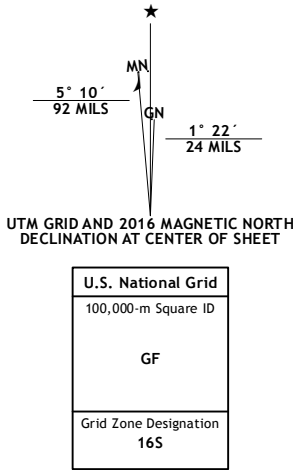 MN
5° 10´
92 MILS
GN
1° 22´
24 MILS
UTM GRID AND 2016 MAGNETIC NORTH
DECLINATION AT CENTER OF SHEET
U.S. National Grid
100,000-m Square ID
GF
Grid Zone Designation
16S